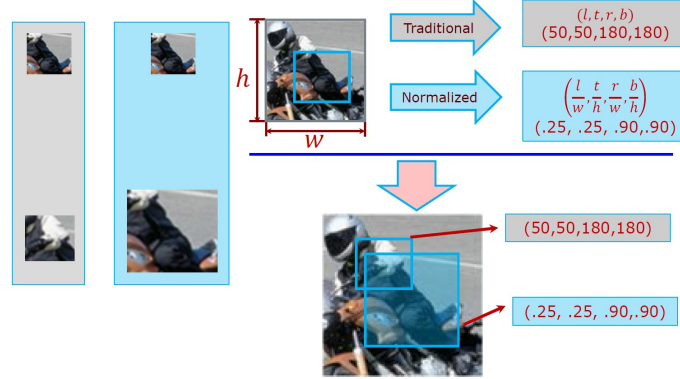 Traditional
(l, t, r, b)
(50,50,180,180)
h
w
Normalized
(l/w, t/h, r/w, b/h)
(.25, .25, .90,.90)
(50,50,180,180)
(.25, .25, .90,.90)